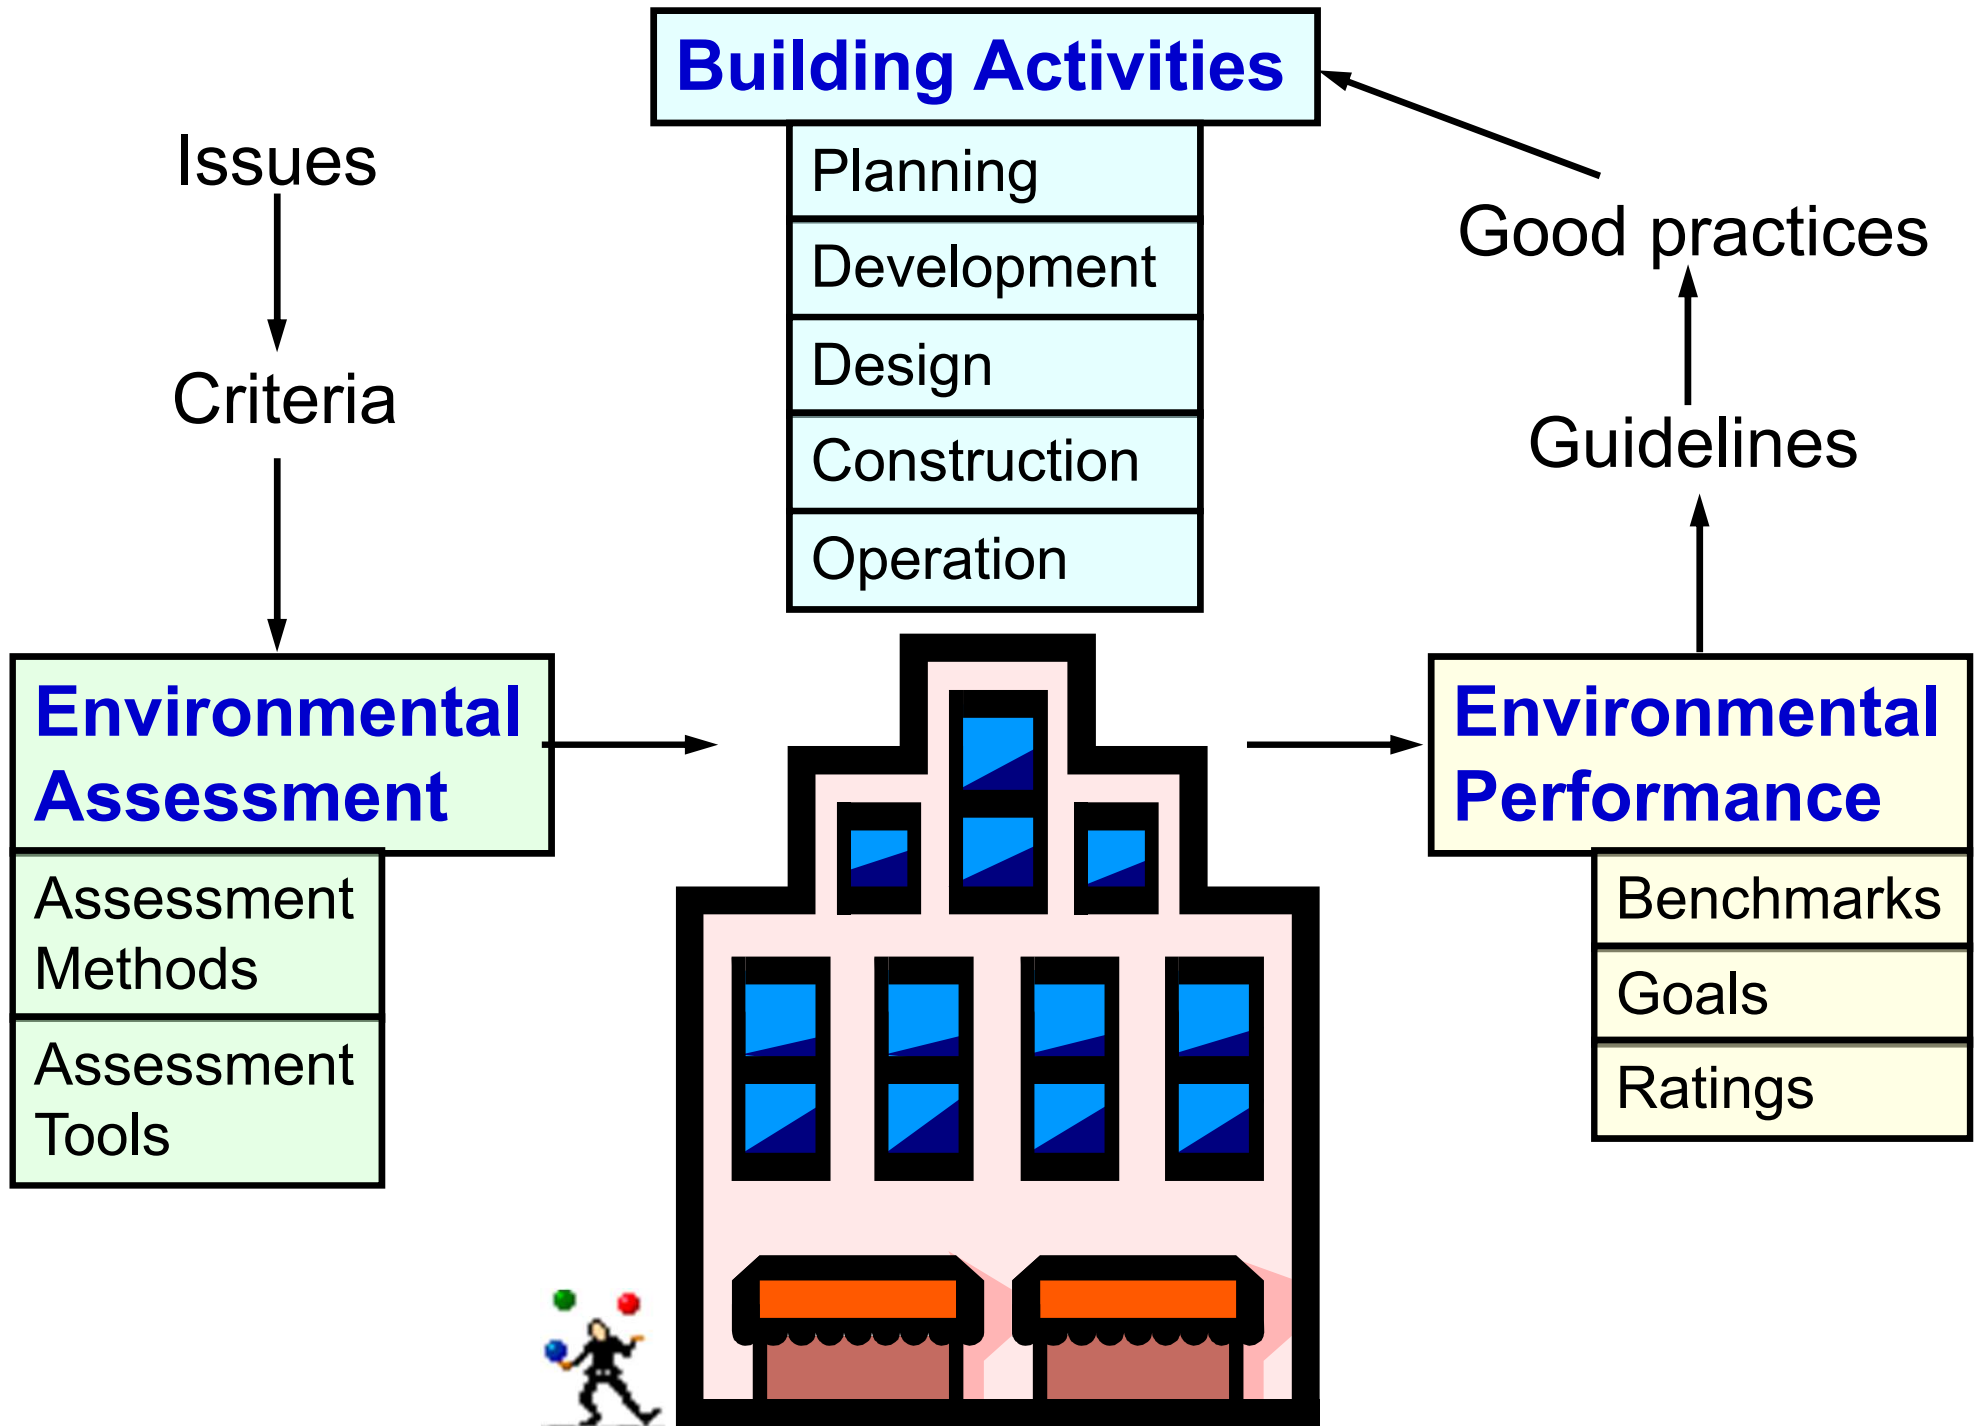 Building Activities
Planning
Development
Design
Construction
Operation
Issues
Criteria
Environmental
Assessment
Assessment
Methods
Assessment
Tools
Good practices
Guidelines
Environmental
Performance
Benchmarks
Goals
Ratings